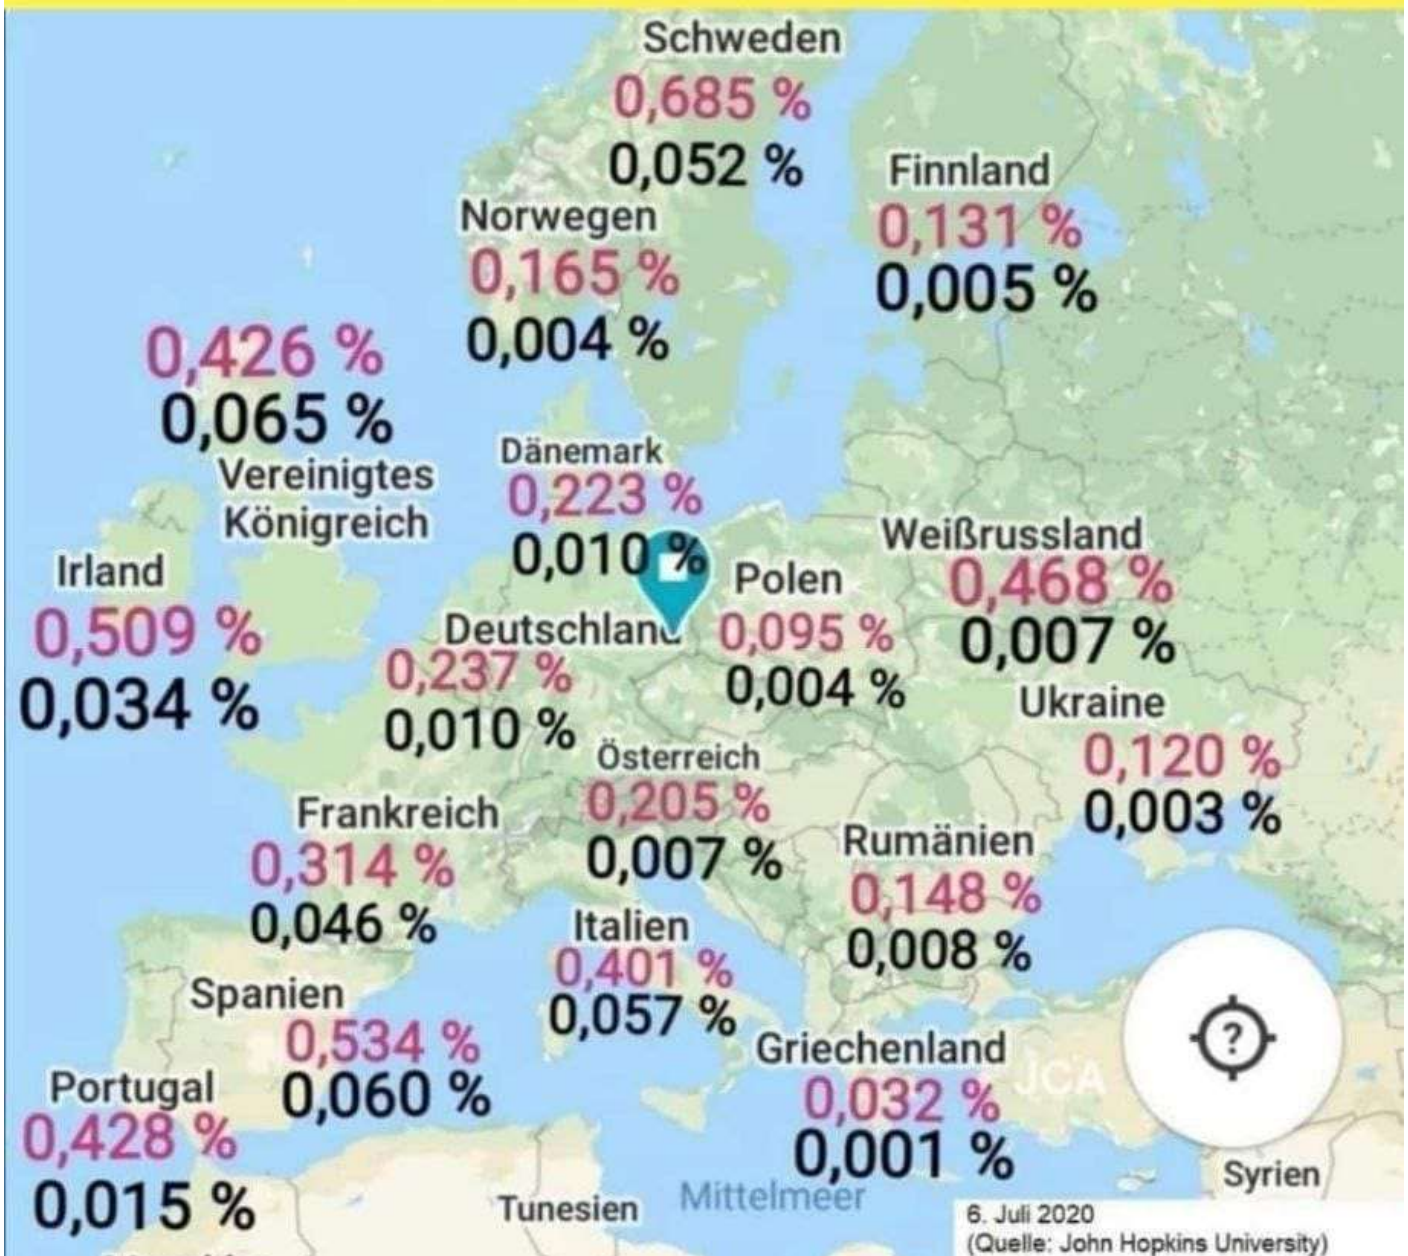 Schweden
0,685 %
0,052 %
Finnland
0,131 %
0,005 %
Norwegen
0,165 %
0,004 %
0,426 %
0,065 %
Vereinigtes
Königreich
Dänemark
0,223 %
0,010 %
Irland
0,509 %
0,034 %
Deutschland
0,237 %
0,010 %
Polen
0,095 %
0,004 %
Weißrussland
0,468 %
0,007 %
Ukraine
0,120 %
0,003 %
Österreich
0,205 %
0,007 %
Frankreich
0,314 %
0,046 %
Rumänien
0,148 %
0,008 %
Italien
0,401 %
0,057 %
Spanien
0,534 %
0,060 %
Griechenland
0,032 %
0,001 %
JCA
?
Portugal
0,428 %
0,015 %
Tunesien
Mittelmeer
Syrien
6. Juli 2020
(Quelle: John Hopkins University)